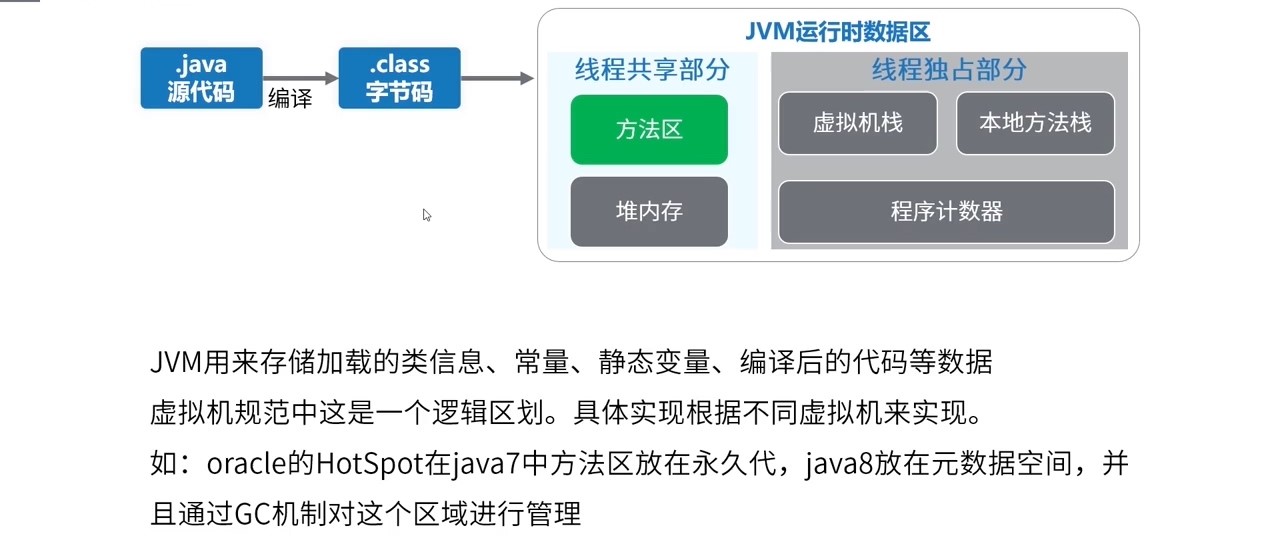 .java
源代码
编译
.class
字节码
JVM运行时数据区
线程共享部分
方法区
堆内存
线程独占部分
虚拟机栈
本地方法栈
程序计数器
JVM用来存储加载的类信息、常量、静态变量、编译后的代码等数据
虚拟机规范中这是一个逻辑区划。具体实现根据不同虚拟机来实现。
如：oracle的HotSpot在java7中方法区放在永久代，java8放在元数据空间，并
且通过GC机制对这个区域进行管理